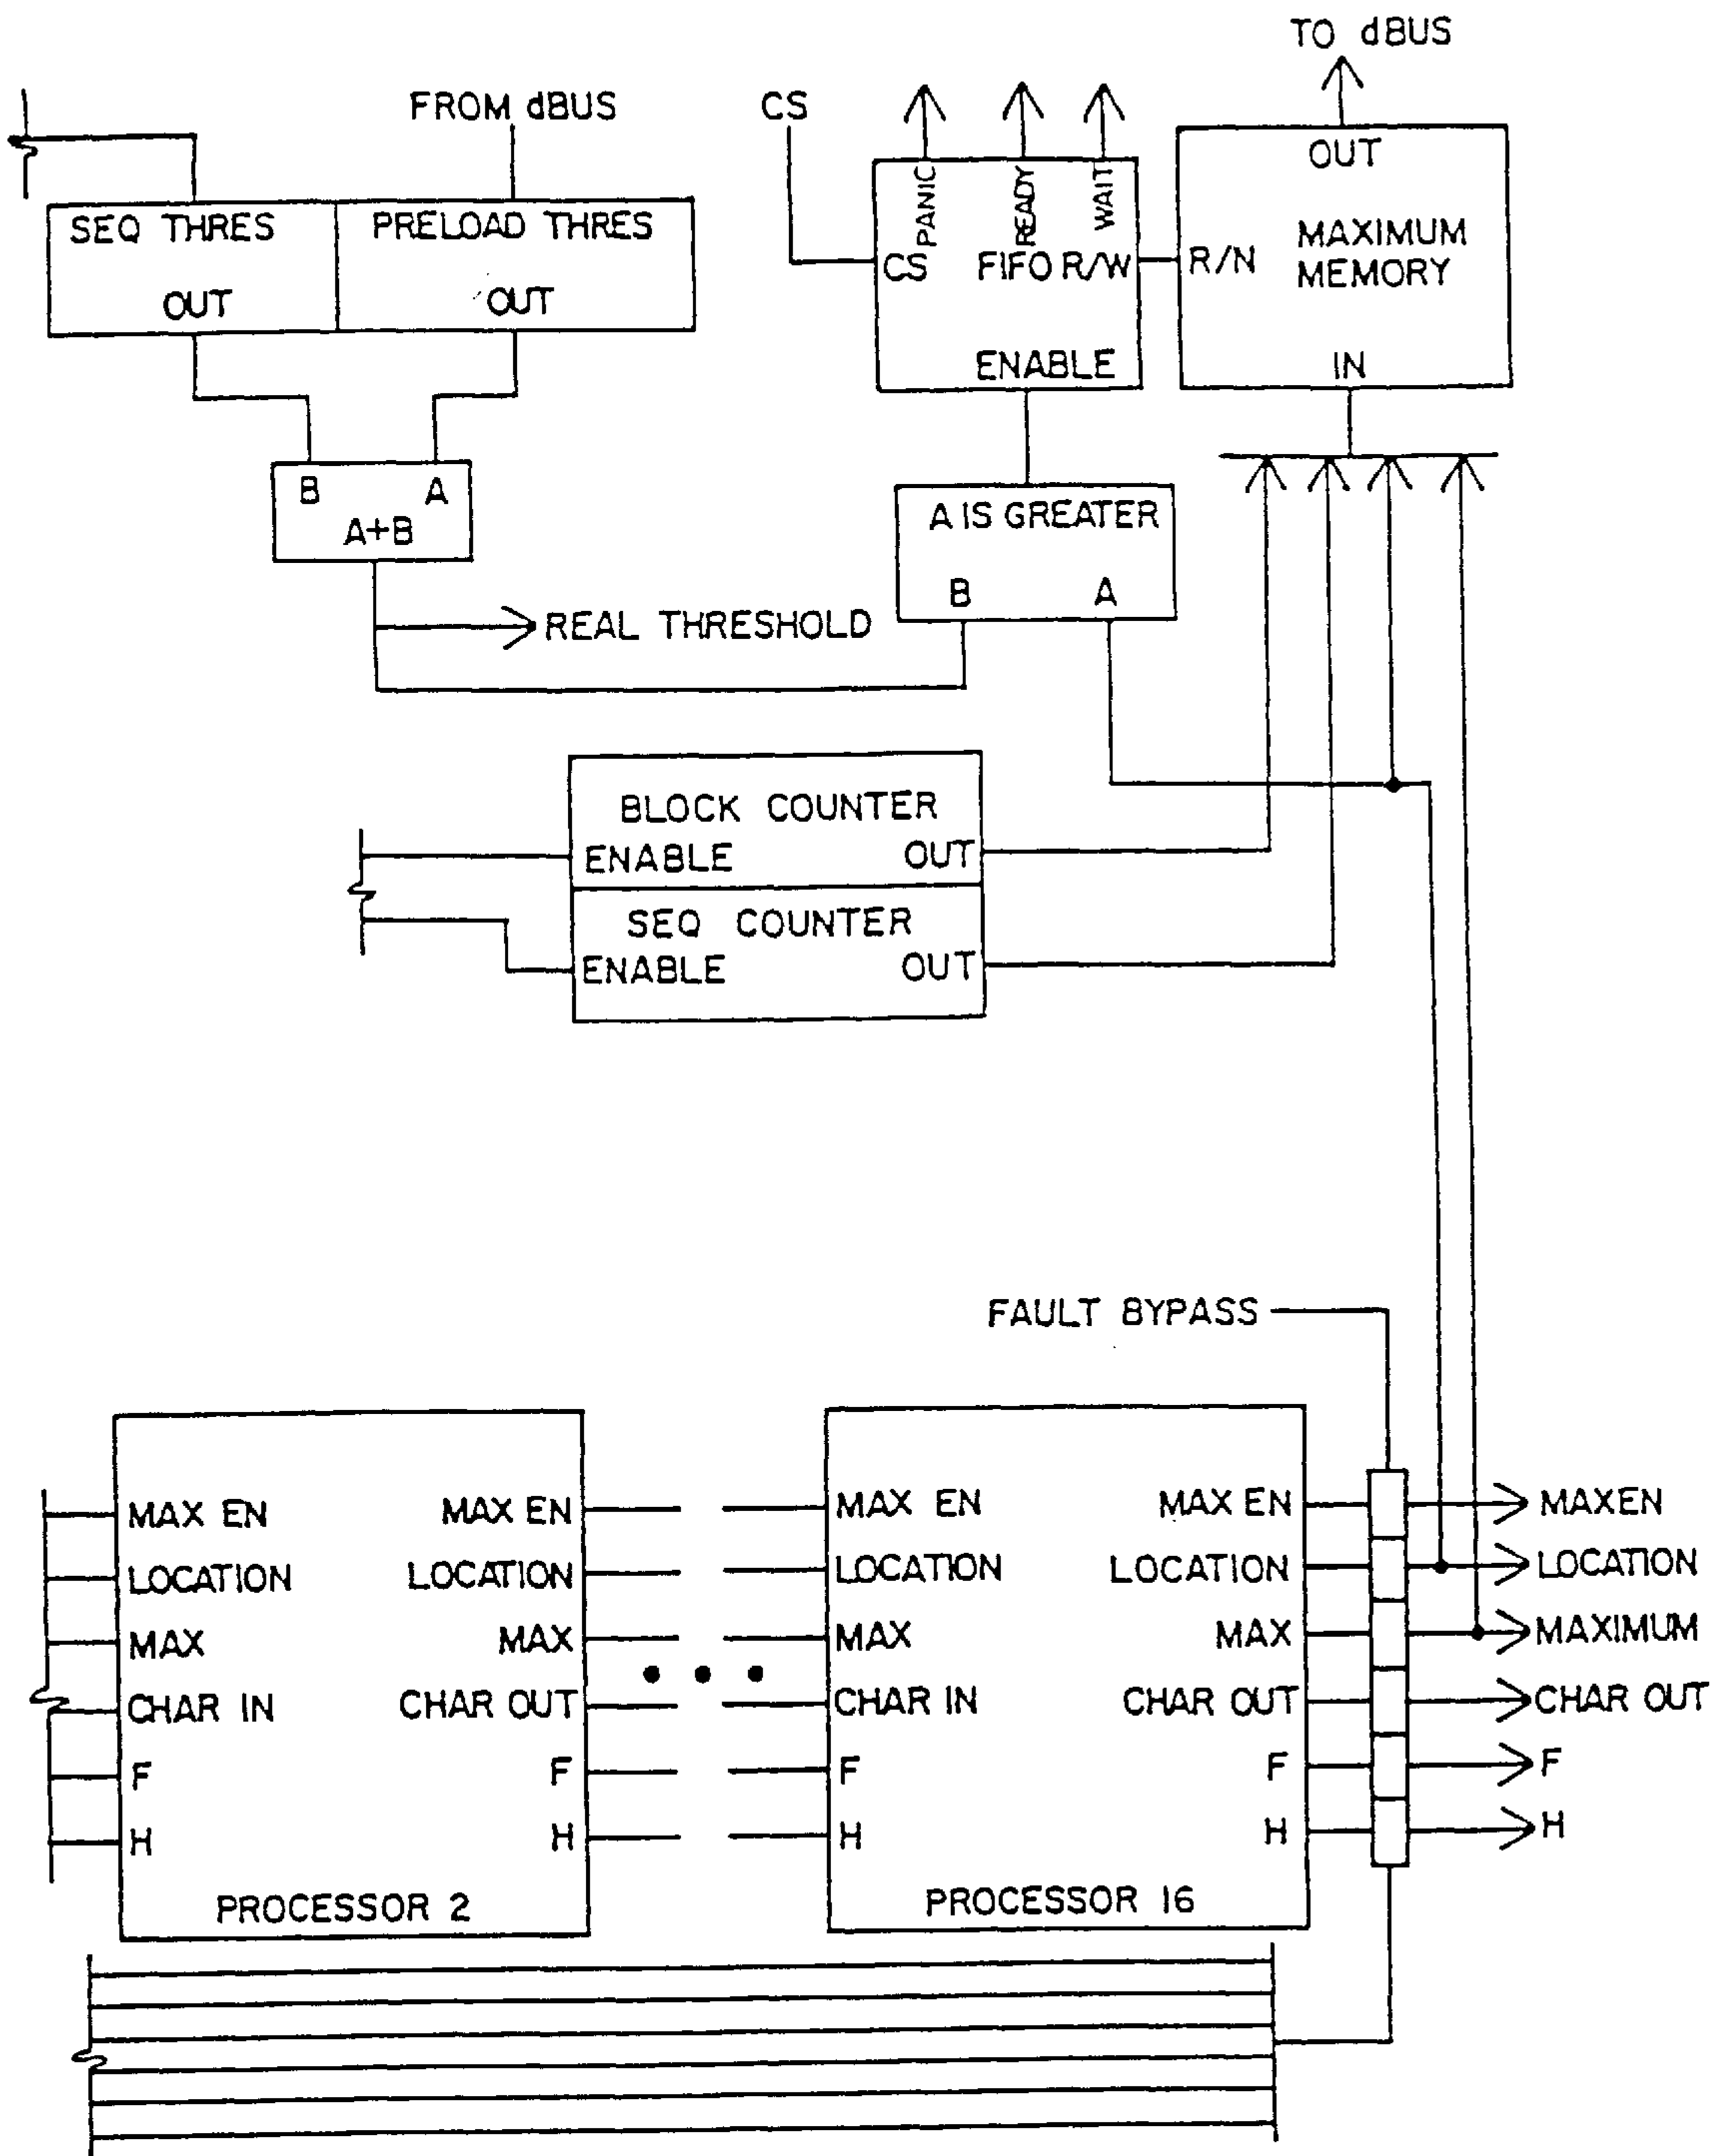 TO dBUS
FROM dBUS
CS
SEQ THRES
OUT
PRELOAD THRES
OUT
PANIC
READY
WAIT
CS
FIFO R/W
ENABLE
OUT
R/N
MAXIMUM
MEMORY
IN
B A
A+B
A IS GREATER
B A
REAL THRESHOLD
BLOCK COUNTER
ENABLE OUT
SEQ COUNTER
ENABLE OUT
FAULT BYPASS
MAX EN
LOCATION
MAX
CHAR IN
F
H
MAX EN
LOCATION
MAX
CHAR OUT
F
H
PROCESSOR 2
MAX EN
LOCATION
MAX
CHAR IN
F
H
MAX EN
LOCATION
MAX
CHAR OUT
F
H
PROCESSOR 16
MAXEN
LOCATION
MAXIMUM
CHAR OUT
F
H